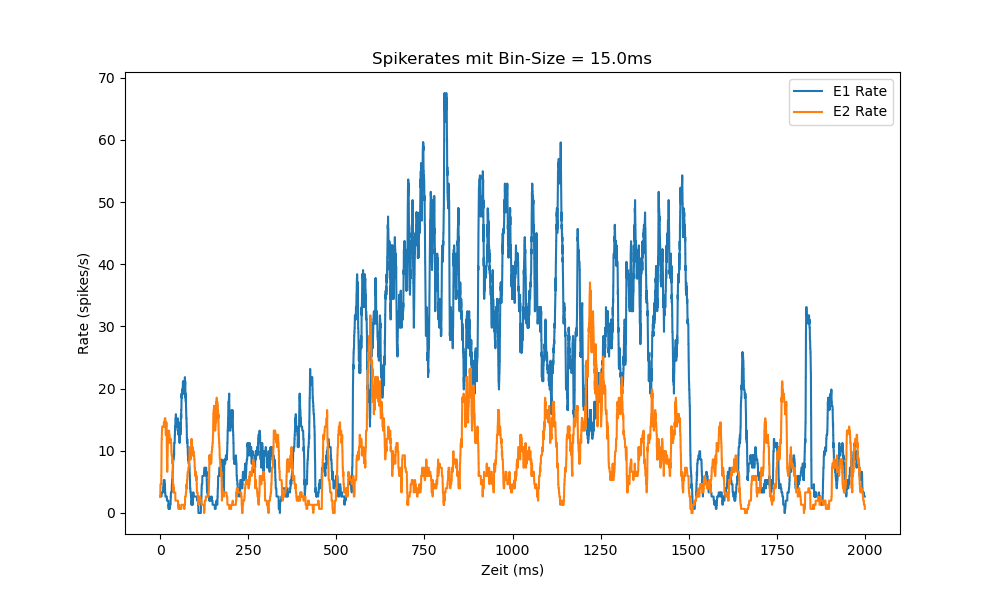 Spikerates mit Bin-Size = 15.0ms
E1 Rate
E2 Rate
70
60
50
40
30
20
10
0
Rate (spikes/s)
0 250 500 750 1000 1250 1500 1750 2000
Zeit (ms)